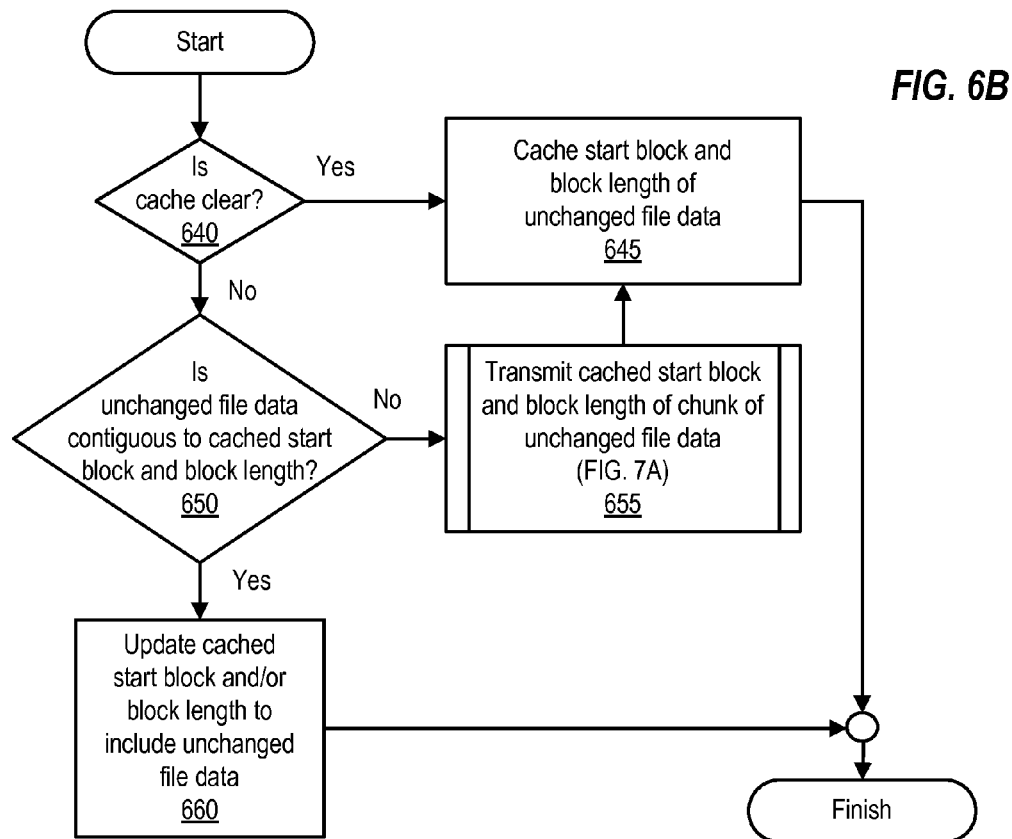 Start
FIG. 6B
Is
cache clear?
640
Yes
Cache start block and
block length of
unchanged file data
645
No
Is
unchanged file data
contiguous to cached start
block and block length?
650
No
Transmit cached start block
and block length of chunk of
unchanged file data
(FIG. 7A)
655
Yes
Update cached
start block and/or
block length to
include unchanged
file data
660
Finish